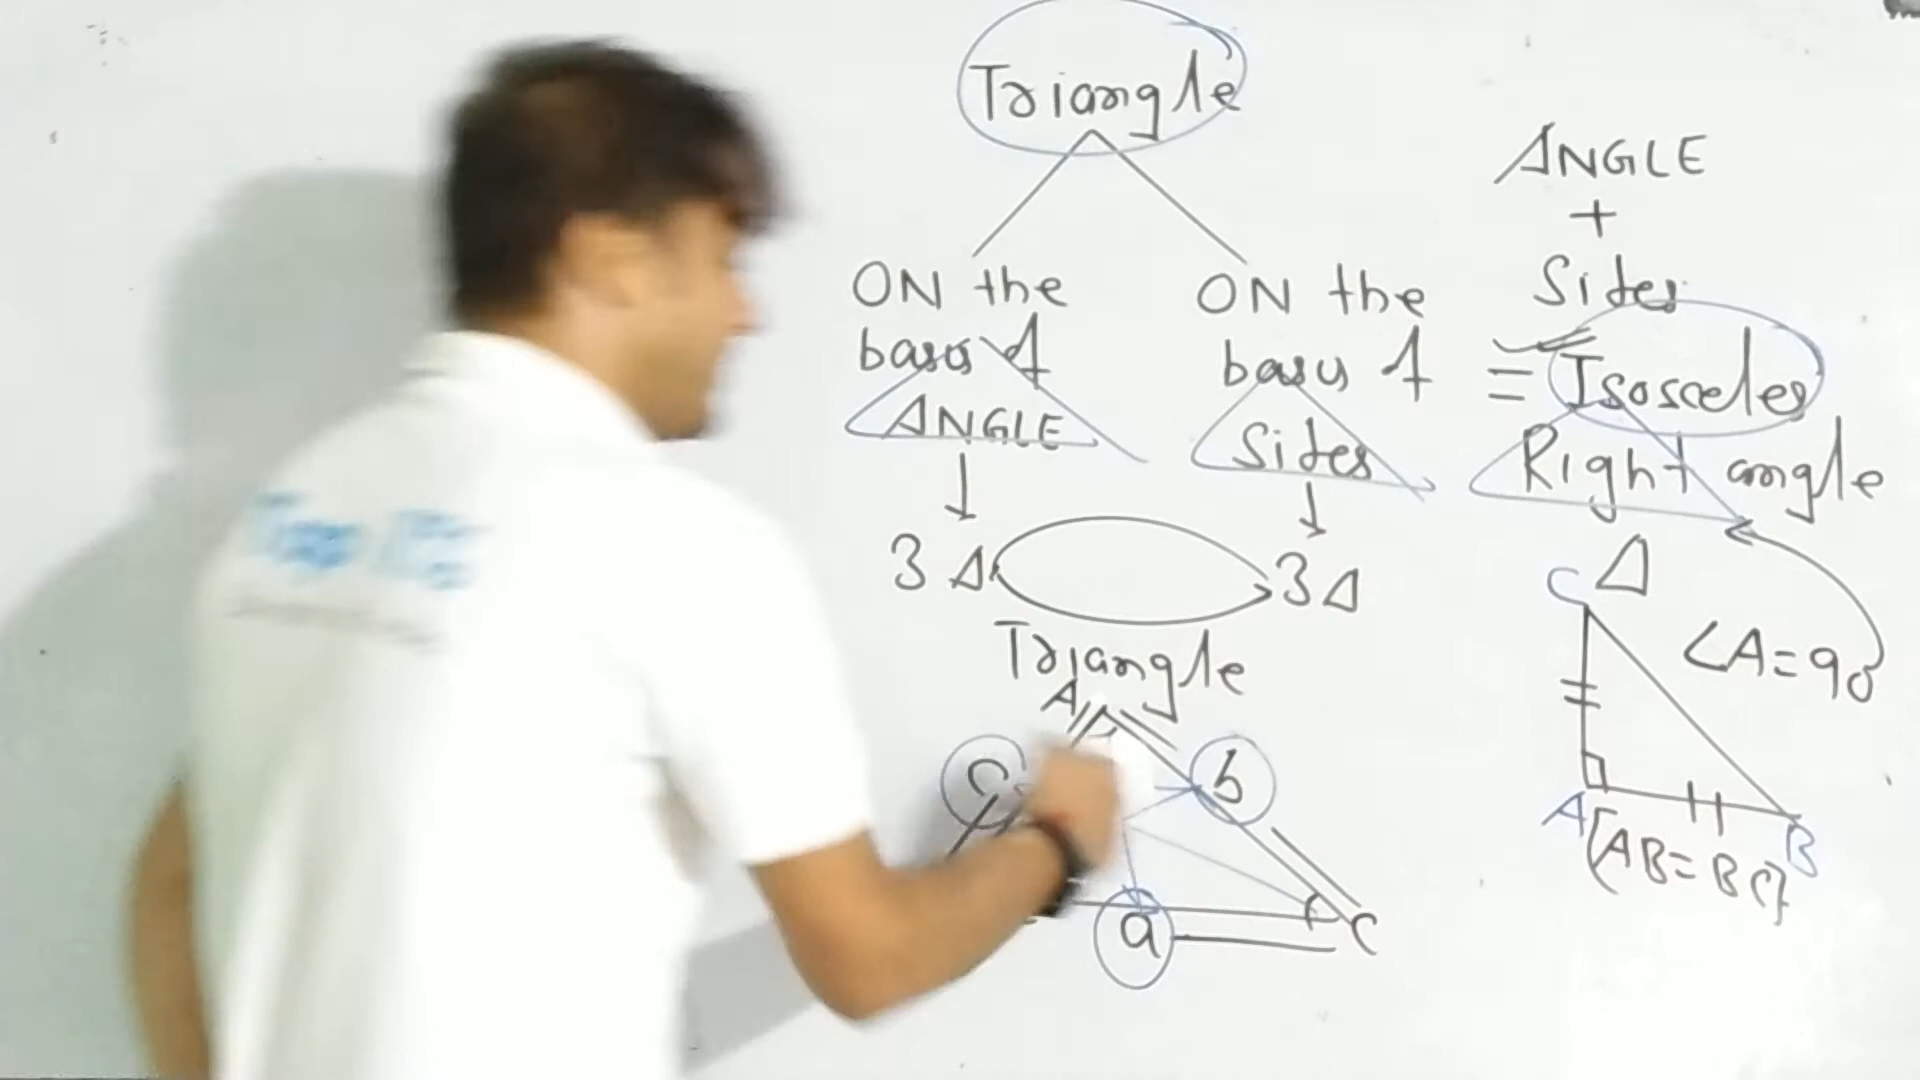 Triangle
ON the
basis of
ANGLE
3 Δ
ON the
basis of
Sides
3 Δ
ANGLE
+
Sides
= Isosceles
Right angle
Δ
C
∠A=90°
A
B
[AB=BC}
Triangle
A
c
b
a
C